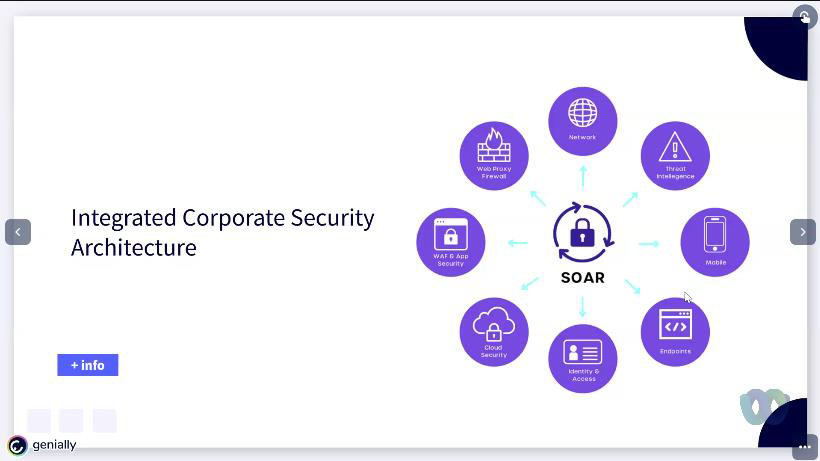 Integrated Corporate Security
Architecture
+ info
Network
Web Proxy
Firewall
Threat
Intellegence
WAF & App
Security
Mobile
SOAR
Cloud
Security
Identity &
Access
Endpoints
genially